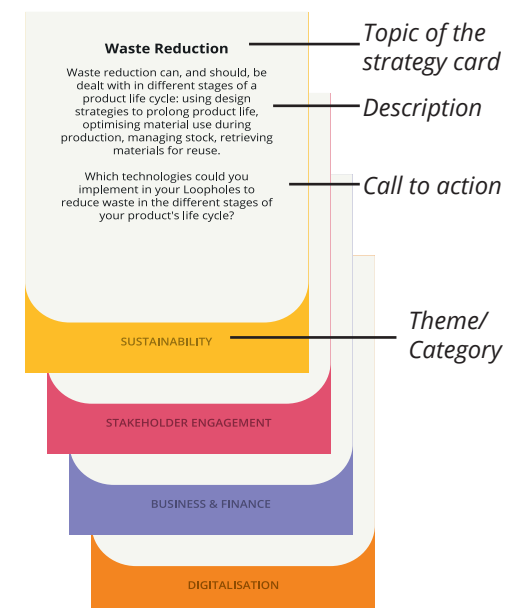 Waste Reduction
Topic of the
strategy card
Waste reduction can, and should, be
dealt with in different stages of a
product life cycle: using design
strategies to prolong product life,
optimising material use during
production, managing stock, retrieving
materials for reuse.
Description
Which technologies could you
implement in your Loopholes to
reduce waste in the different stages of
your product's life cycle?
Call to action
SUSTAINABILITY
Theme/
Category
STAKEHOLDER ENGAGEMENT
BUSINESS & FINANCE
DIGITALISATION